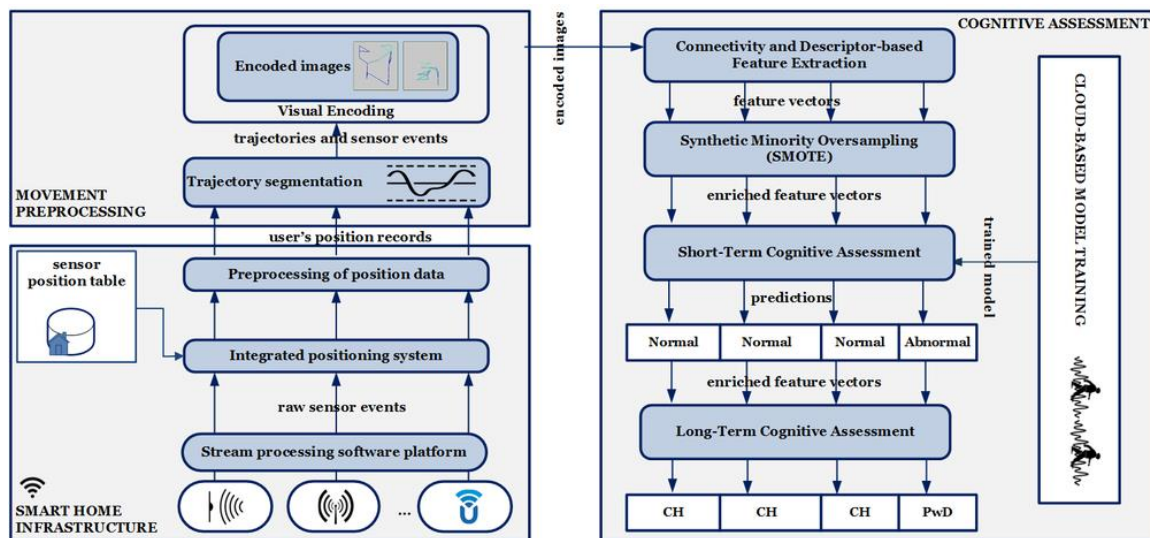 Encoded images
Visual Encoding
trajectories and sensor events
Trajectory segmentation
MOVEMENT
PREPROCESSING
user's position records
sensor
position table
Preprocessing of position data
Integrated positioning system
raw sensor events
Stream processing software platform
...
SMART HOME
INFRASTRUCTURE
encoded images
COGNITIVE ASSESSMENT
Connectivity and Descriptor-based
Feature Extraction
feature vectors
Synthetic Minority Oversampling
(SMOTE)
enriched feature vectors
Short-Term Cognitive Assessment
trained model
predictions
Normal Normal Normal Abnormal
enriched feature vectors
Long-Term Cognitive Assessment
CH CH CH PwD
CLOUD-BASED MODEL TRAINING